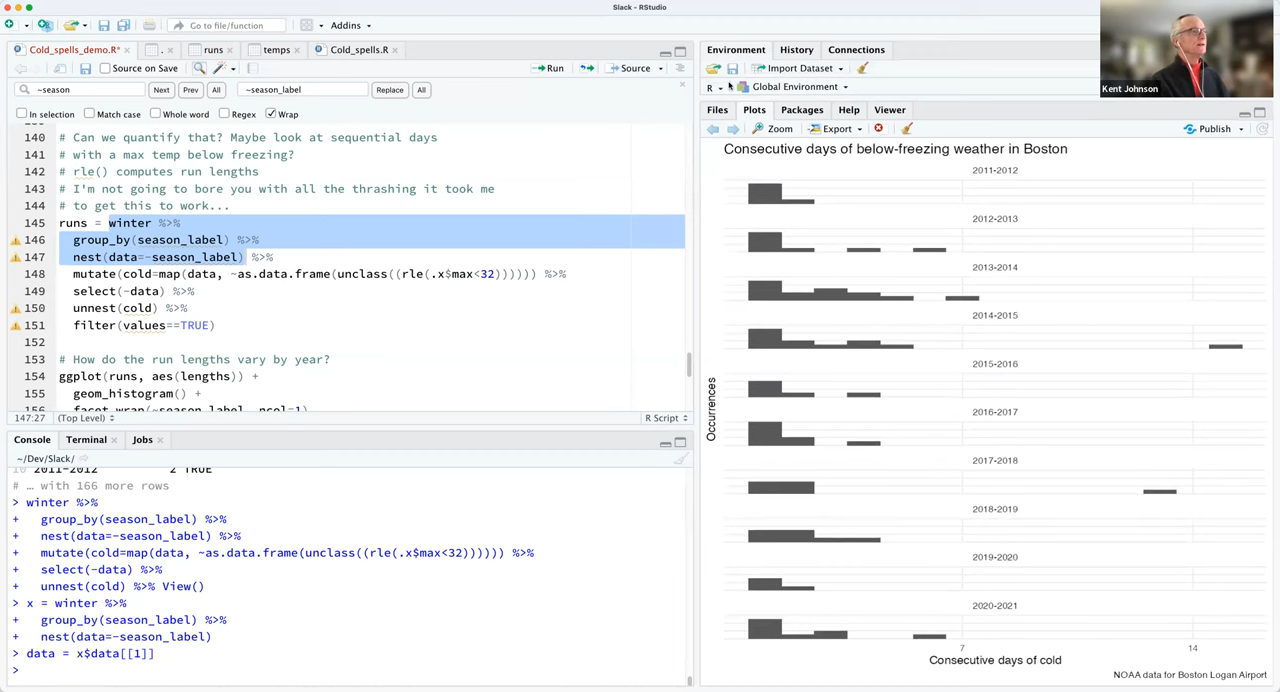 Slack - RStudio
Go to file/function
Addins
Cold_spells_demo.R* × . × runs × temps × Cold_spells.R ×
Source on Save
Run
Source
~season
Next
Prev
All
~season_label
Replace
All
In selection
Match case
Whole word
Regex
Wrap
140 # Can we quantify that? Maybe look at sequential days
141 # with a max temp below freezing?
142 # rle() computes run lengths
143 # I'm not going to bore you with all the thrashing it took me
144 # to get this to work...
145 runs = winter %>%
146 group_by(season_label) %>%
147 nest(data=-season_label) %>%
148 mutate(cold=map(data, ~as.data.frame(unclass((rle(.x$max<32)))))) %>%
149 select(-data) %>%
150 unnest(cold) %>%
151 filter(values==TRUE)
152
153 # How do the run lengths vary by year?
154 ggplot(runs, aes(lengths)) +
155 geom_histogram() +
156 facet_wrap(~season_label, ncol=1)
147:27 (Top Level) R Script
Console Terminal × Jobs ×
~/Dev/Slack/
10 2011-2012 2 TRUE
# … with 166 more rows
> winter %>%
+ group_by(season_label) %>%
+ nest(data=-season_label) %>%
+ mutate(cold=map(data, ~as.data.frame(unclass((rle(.x$max<32)))))) %>%
+ select(-data) %>%
+ unnest(cold) %>% View()
> x = winter %>%
+ group_by(season_label) %>%
+ nest(data=-season_label)
> data = x$data[[1]]
>
Environment History Connections
Import Dataset
R Global Environment
Files Plots Packages Help Viewer
Zoom Export Publish
Consecutive days of below-freezing weather in Boston
2011-2012
2012-2013
2013-2014
2014-2015
2015-2016
2016-2017
2017-2018
2018-2019
2019-2020
2020-2021
Occurrences
7 14
Consecutive days of cold
NOAA data for Boston Logan Airport
Kent Johnson